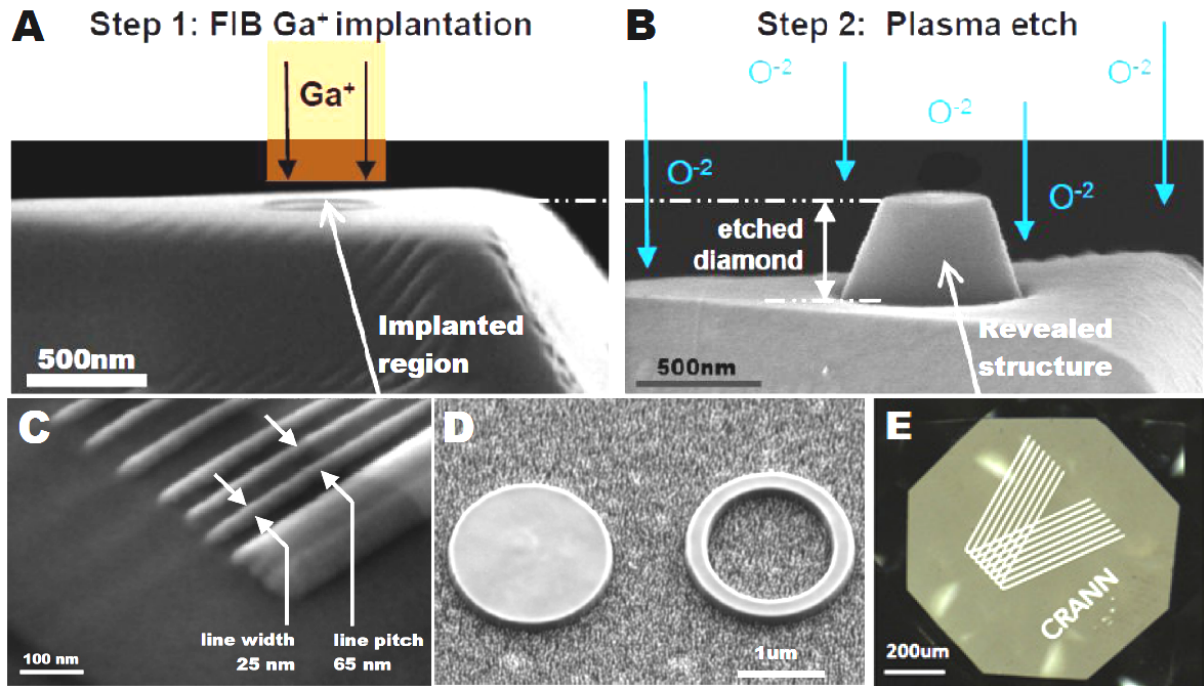 A
Step 1: FIB Ga⁺ implantation
Ga⁺
Implanted
region
500nm
B
Step 2: Plasma etch
O⁻²
O⁻²
O⁻²
O⁻²
O⁻²
etched
diamond
Revealed
structure
500nm
C
line width
25 nm
line pitch
65 nm
100 nm
D
1um
E
CRANN
200um